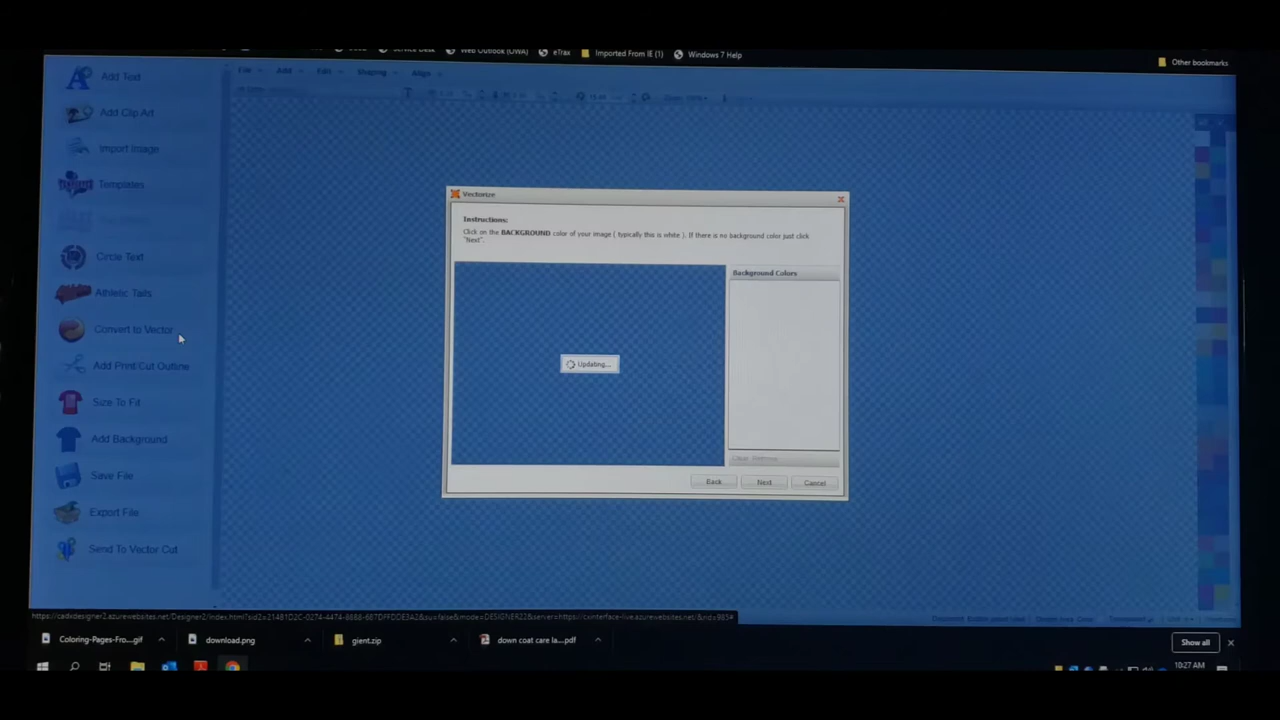 Web Outlook (OWA) eTrax Imported From IE (1) Windows 7 Help
Other bookmarks
Add Text
Add Clip Art
Import Image
Templates
Circle Text
Athletic Tails
Convert to Vector
Add Print/Cut Outline
Size To Fit
Add Background
Save File
Export File
Send To Vector Cut
Add Edit Shaping Align
Vectorize
Instructions:
Click on the BACKGROUND color of your image ( typically this is white ). If there is no background color just click
"Next".
Background Colors
Updating...
Back Next Cancel
Coloring-Pages-Fro....gif download.png gient.zip down coat care la....pdf
Show all
10:27 AM